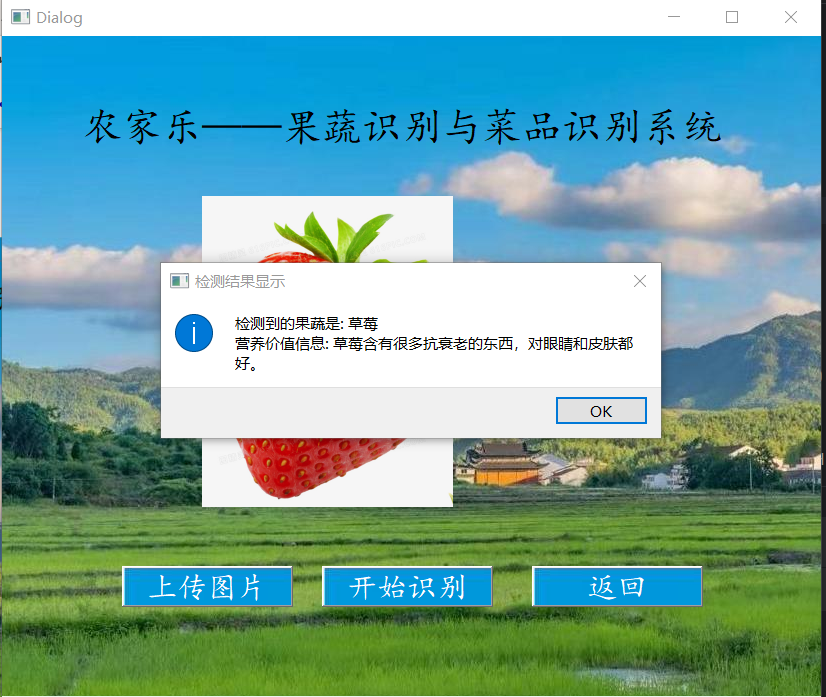 Dialog
农家乐——果蔬识别与菜品识别系统
检测结果显示
检测到的果蔬是: 草莓
营养价值信息: 草莓含有很多抗衰老的东西，对眼睛和皮肤都
好。
OK
上传图片
开始识别
返回